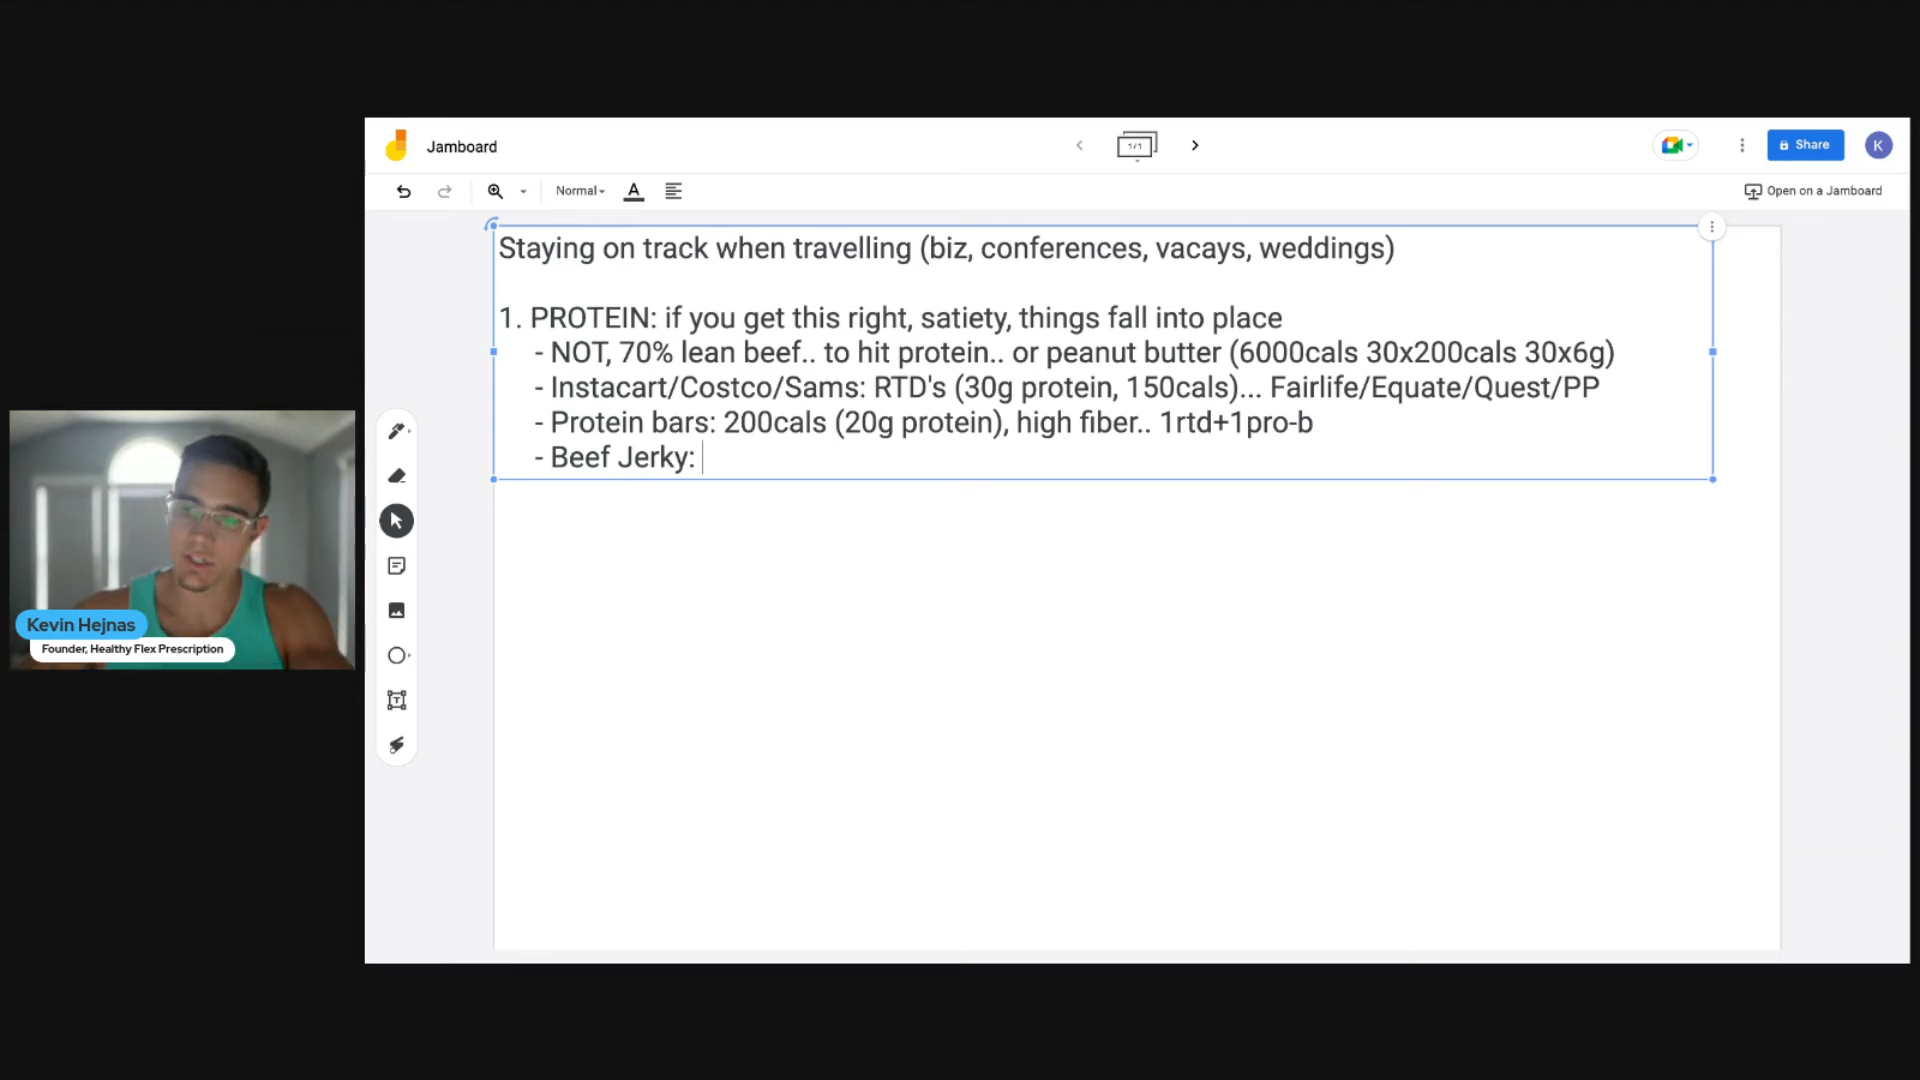 Jamboard
1/1
Share
K
Normal
A
Open on a Jamboard
Staying on track when travelling (biz, conferences, vacays, weddings)
1. PROTEIN: if you get this right, satiety, things fall into place
- NOT, 70% lean beef.. to hit protein.. or peanut butter (6000cals 30x200cals 30x6g)
- Instacart/Costco/Sams: RTD's (30g protein, 150cals)... Fairlife/Equate/Quest/PP
- Protein bars: 200cals (20g protein), high fiber.. 1rtd+1pro-b
- Beef Jerky:
Kevin Hejnas
Founder, Healthy Flex Prescription